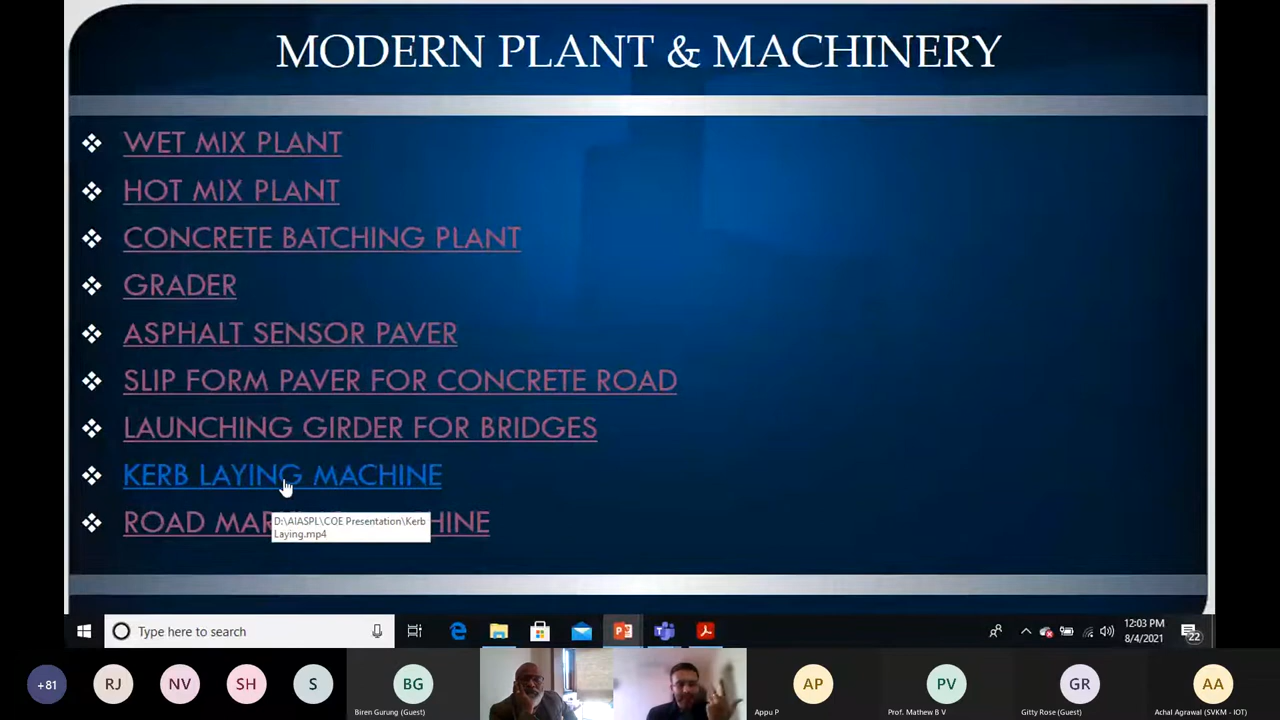 MODERN PLANT & MACHINERY
WET MIX PLANT
HOT MIX PLANT
CONCRETE BATCHING PLANT
GRADER
ASPHALT SENSOR PAVER
SLIP FORM PAVER FOR CONCRETE ROAD
LAUNCHING GIRDER FOR BRIDGES
KERB LAYING MACHINE
ROAD MAR HINE
D:\AIASPL\COE Presentation\Kerb
Laying.mp4
Type here to search
12:03 PM
8/4/2021
22
+81
RJ
NV
SH
S
BG
Biren Gurung (Guest)
AP
Appu P
PV
Prof. Mathew B V
GR
Gitty Rose (Guest)
AA
Achal Agrawal (SVKM - IOT)